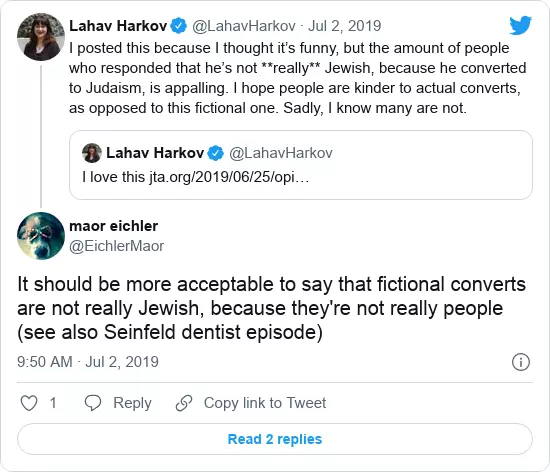 Lahav Harkov @LahavHarkov · Jul 2, 2019
I posted this because I thought it's funny, but the amount of people
who responded that he's not **really** Jewish, because he converted
to Judaism, is appalling. I hope people are kinder to actual converts,
as opposed to this fictional one. Sadly, I know many are not.
Lahav Harkov @LahavHarkov
I love this jta.org/2019/06/25/opi…
maor eichler
@EichlerMaor
It should be more acceptable to say that fictional converts
are not really Jewish, because they're not really people
(see also Seinfeld dentist episode)
9:50 AM · Jul 2, 2019
1 Reply Copy link to Tweet
Read 2 replies